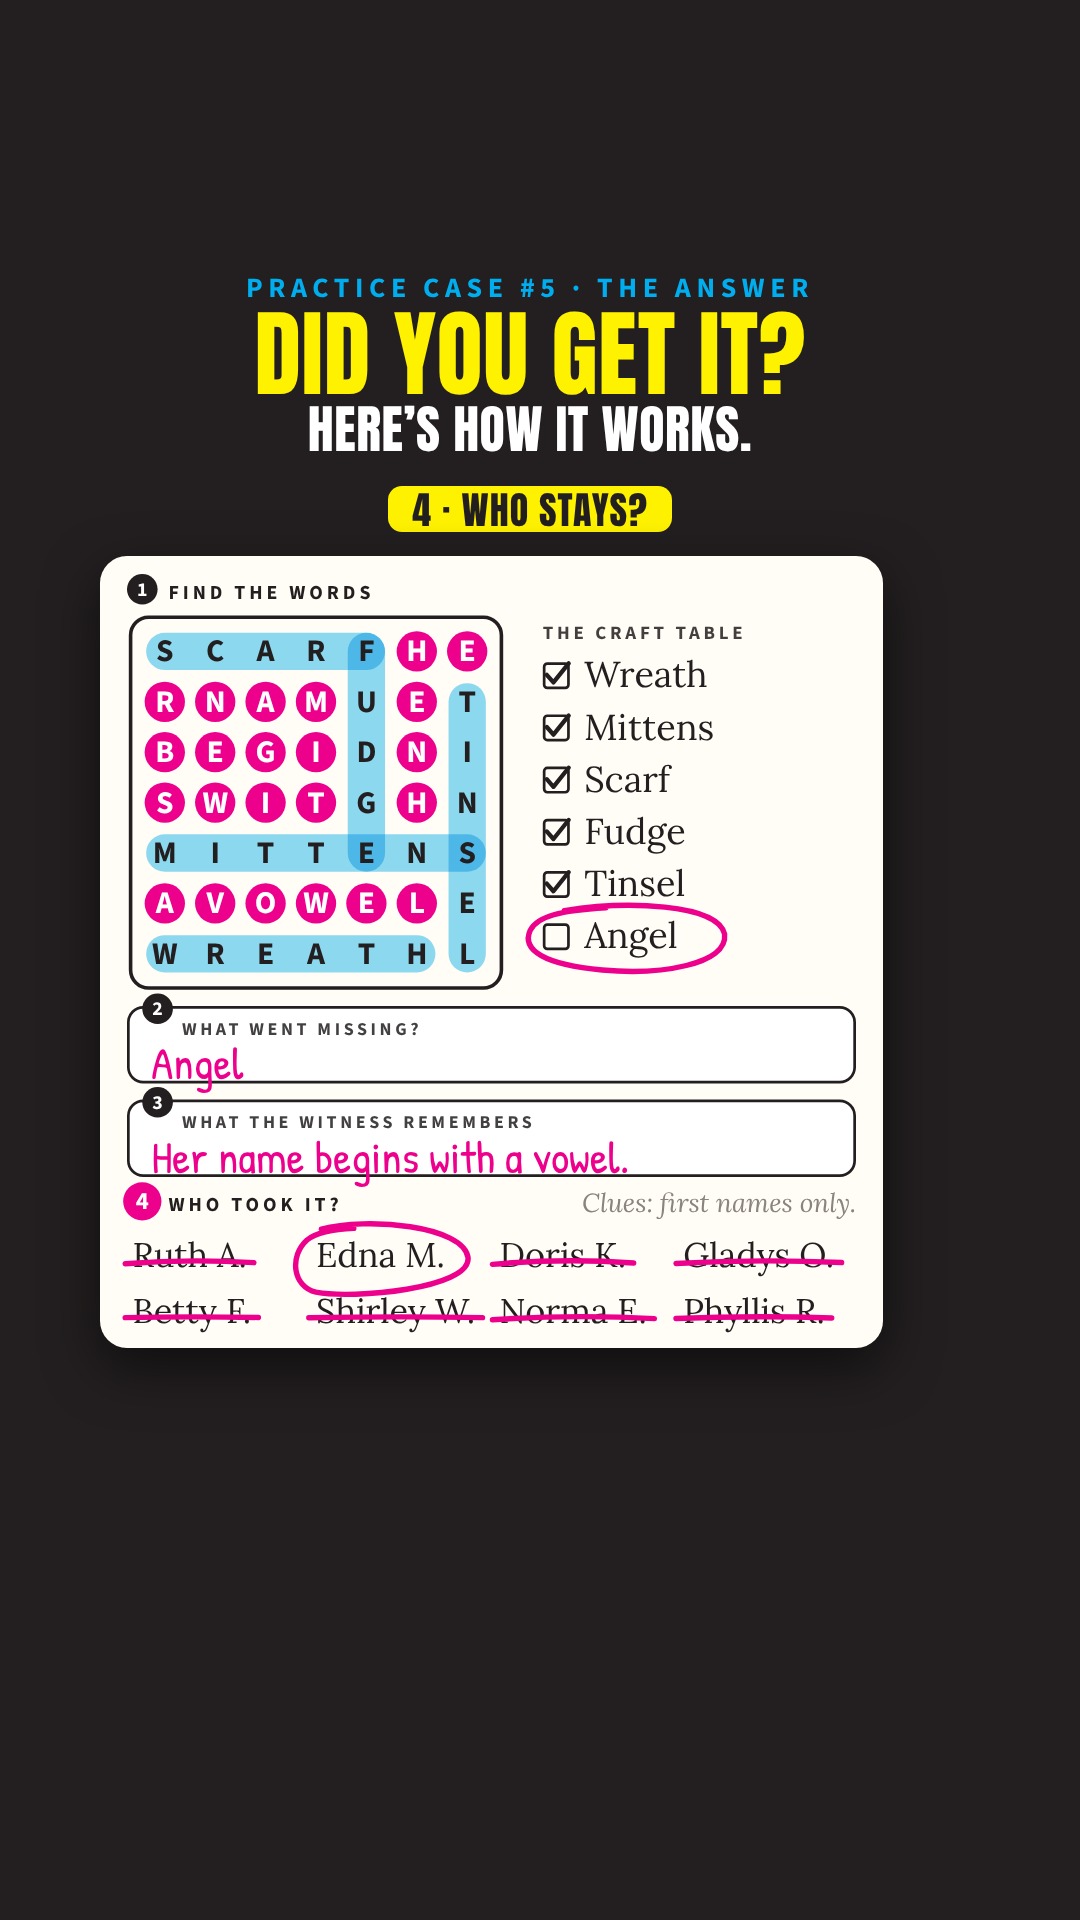 PRACTICE CASE #5 · THE ANSWER
DID YOU GET IT?
HERE’S HOW IT WORKS.
4 · WHO STAYS?
1 FIND THE WORDS
S C A R F H E
R N A M U E T
B E G I D N I
S W I T G H N
M I T T E N S
A V O W E L E
W R E A T H L
THE CRAFT TABLE
Wreath
Mittens
Scarf
Fudge
Tinsel
Angel
2 WHAT WENT MISSING?
Angel
3 WHAT THE WITNESS REMEMBERS
Her name begins with a vowel.
4 WHO TOOK IT? Clues: first names only.
Ruth A. Edna M. Doris K. Gladys O.
Betty F. Shirley W. Norma E. Phyllis R.